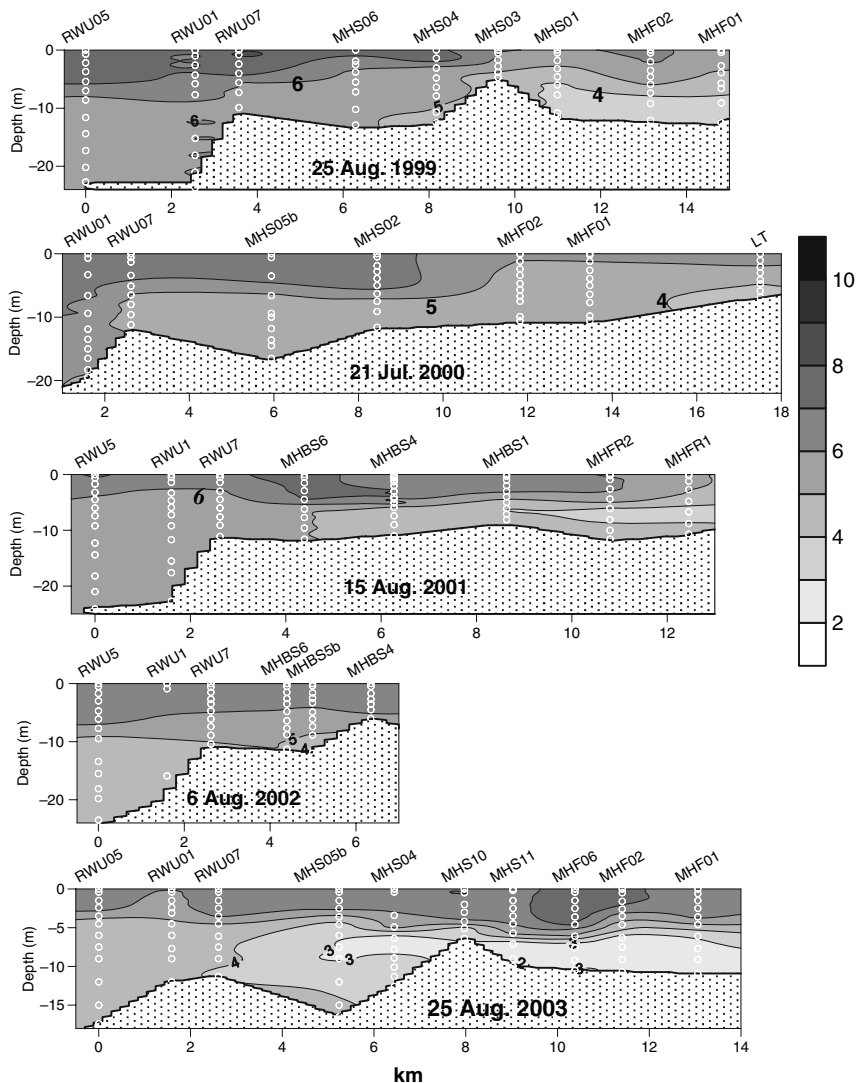 RWU05 RWU01 RWU07 MHS06 MHS04 MHS03 MHS01 MHF02 MHF01
0
−10
−20
Depth (m)
6
6
5
4
25 Aug. 1999
0 2 4 6 8 10 12 14
RWU01 RWU07 MHS05b MHS02 MHF02 MHF01 LT
0
−10
−20
Depth (m)
5
4
21 Jul. 2000
2 4 6 8 10 12 14 16 18
RWU5 RWU1 RWU7 MHBS6 MHBS4 MHBS1 MHFR2 MHFR1
0
−10
−20
Depth (m)
6
15 Aug. 2001
0 2 4 6 8 10 12
RWU5 RWU1 RWU7 MHBS6 MHBS5b MHBS4
0
−10
−20
Depth (m)
5
4
6 Aug. 2002
0 2 4 6
RWU05 RWU01 RWU07 MHS05b MHS04 MHS10 MHS11 MHF06 MHF02 MHF01
0
−5
−10
−15
Depth (m)
4
3
3
2
3
25 Aug. 2003
0 2 4 6 8 10 12 14
km
10
8
6
4
2